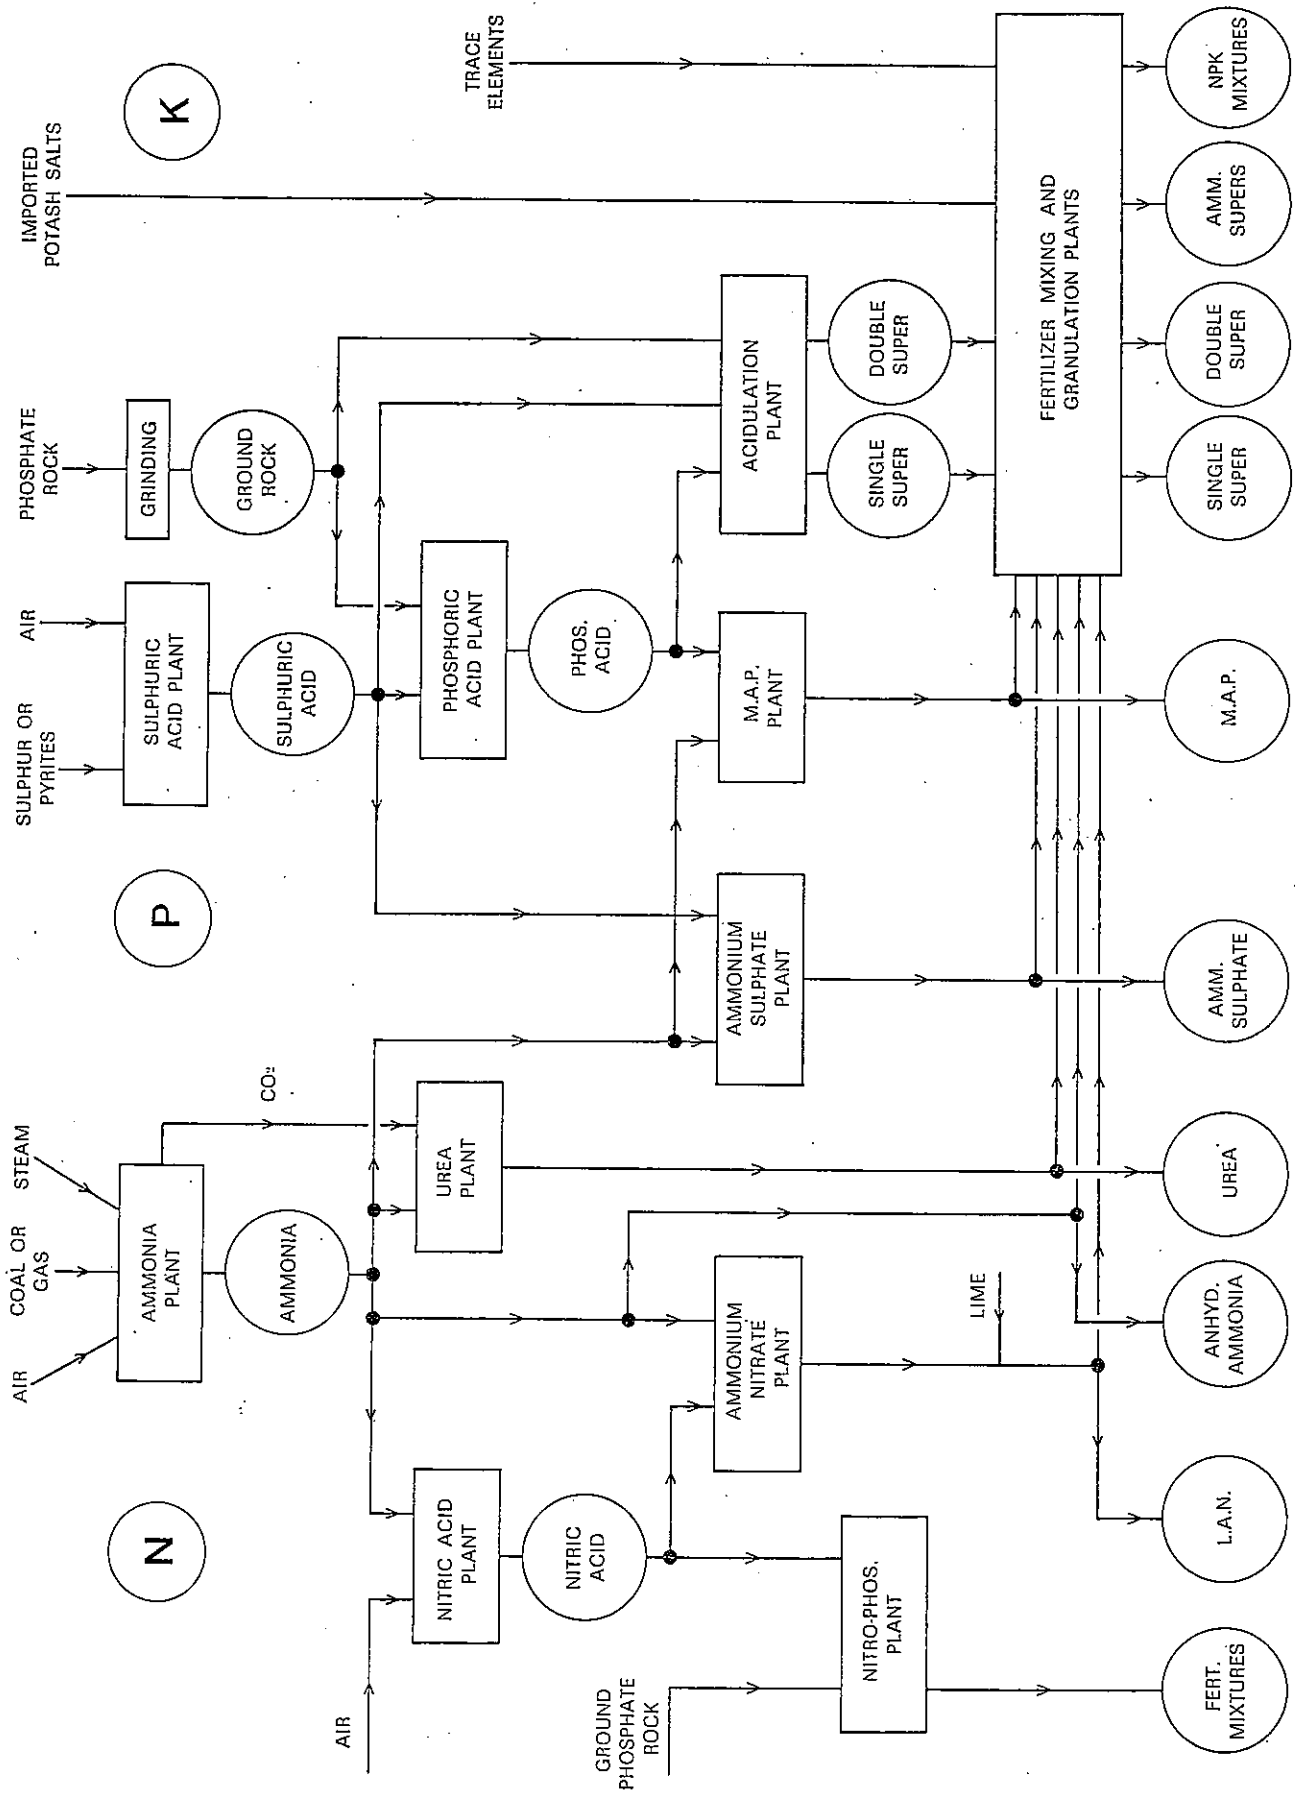 N
P
K
AIR
COAL OR
GAS
STEAM
SULPHUR OR
PYRITES
AIR
PHOSPHATE
ROCK
IMPORTED
POTASH SALTS
AMMONIA
PLANT
SULPHURIC
ACID PLANT
GRINDING
AMMONIA
CO₂
SULPHURIC
ACID
GROUND
ROCK
TRACE
ELEMENTS
AIR
NITRIC ACID
PLANT
UREA
PLANT
PHOSPHORIC
ACID PLANT
NITRIC
ACID
PHOS.
ACID
GROUND
PHOSPHATE
ROCK
AMMONIUM
NITRATE
PLANT
AMMONIUM
SULPHATE
PLANT
M.A.P.
PLANT
ACIDULATION
PLANT
NITRO-PHOS.
PLANT
SINGLE
SUPER
DOUBLE
SUPER
LIME
FERTILIZER MIXING AND
GRANULATION PLANTS
FERT.
MIXTURES
L.A.N.
ANHYD.
AMMONIA
UREA
AMM.
SULPHATE
M.A.P.
SINGLE
SUPER
DOUBLE
SUPER
AMM.
SUPERS
NPK
MIXTURES